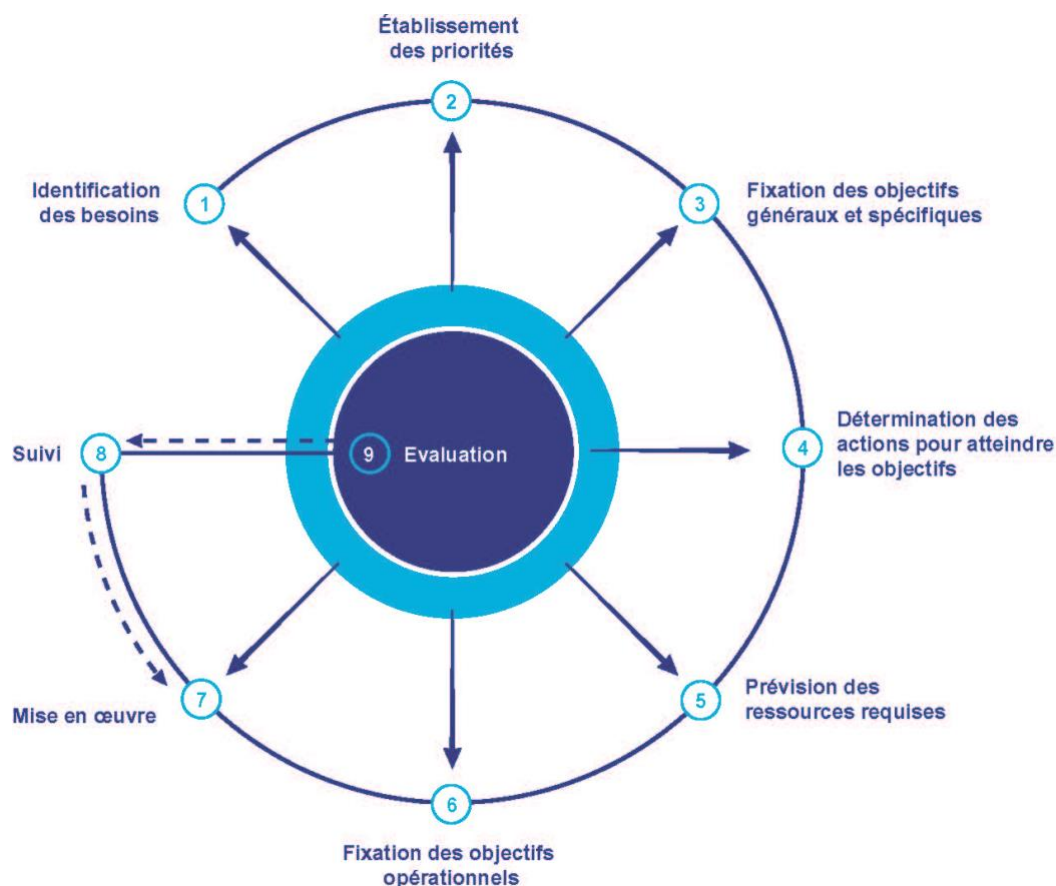 Établissement
des priorités
2
Identification
des besoins
1
3
Fixation des objectifs
généraux et spécifiques
Suivi
8
9
Evaluation
4
Détermination des
actions pour atteindre
les objectifs
Mise en œuvre
7
5
Prévision des
ressources requises
6
Fixation des objectifs
opérationnels